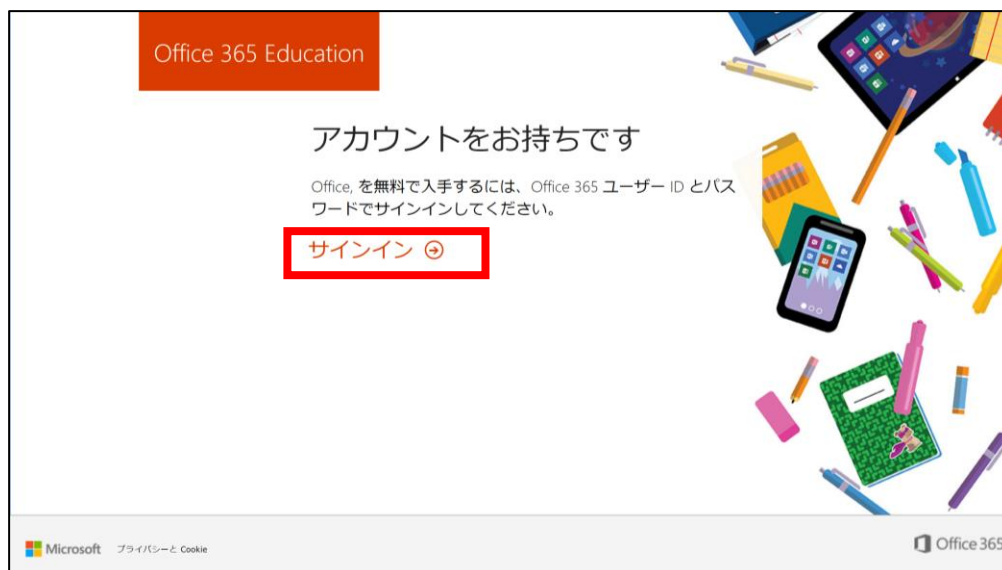 Office 365 Education
アカウントをお持ちです
Office, を無料で入手するには、Office 365 ユーザー ID とパス
ワードでサインインしてください。
サインイン
Microsoft プライバシーと Cookie
Office 365